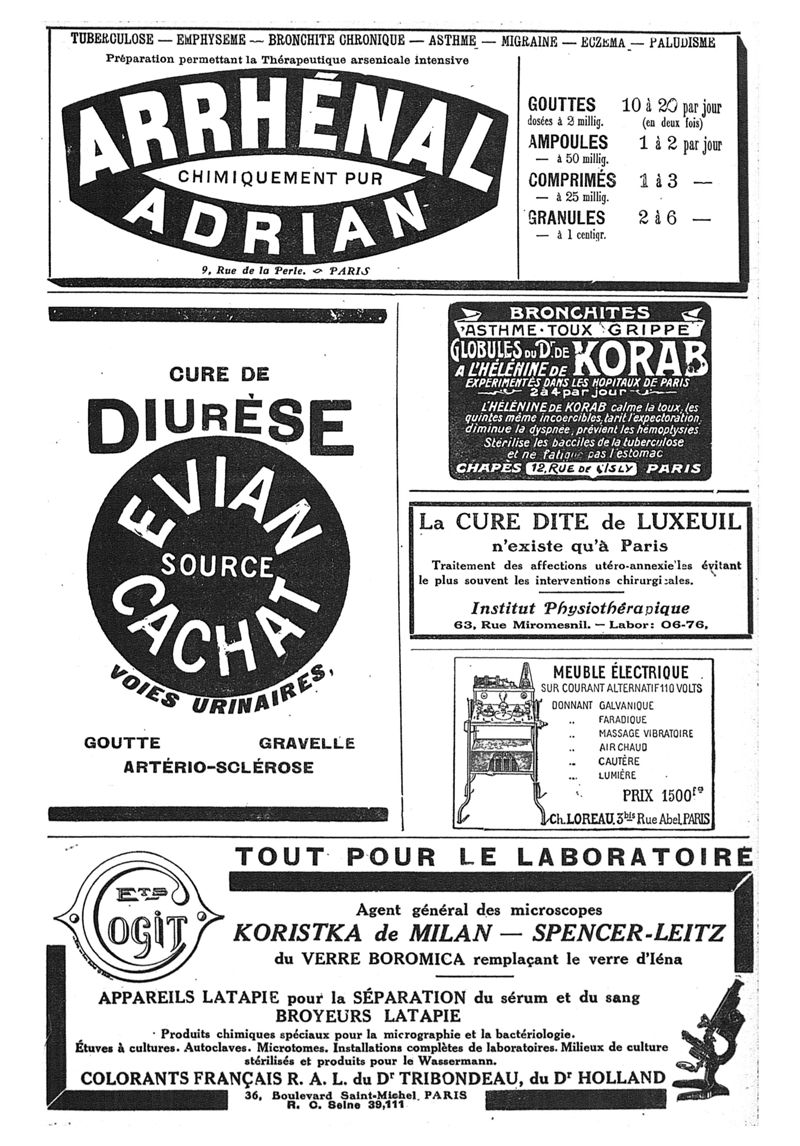 TUBERCULOSE — EMPHYSEME — BRONCHITE CHRONIQUE — ASTHME — MIGRAINE — ECZEMA — PALUDISME
Préparation permettant la Thérapeutique arsenicale intensive
ARRHÉNAL
CHIMIQUEMENT PUR
ADRIAN
9, Rue de la Perle. PARIS
GOUTTES 10 à 20 par jour
dosées à 2 millig. (en deux fois)
AMPOULES 1 à 2 par jour
— à 50 millig.
COMPRIMÉS 1 à 3 —
— à 25 millig.
GRANULES 2 à 6 —
— à 1 centigr.
CURE DE
DIURÈSE
EVIAN
SOURCE
CACHAT
VOIES URINAIRES,
GOUTTE GRAVELLE
ARTÉRIO-SCLÉROSE
BRONCHITES
ASTHME·TOUX GRIPPE
GLOBULES DU Dr DE KORAB
A L'HÉLÉNINE DE
EXPÉRIMENTÉS DANS LES HOPITAUX DE PARIS
2 à 4 par jour
L'HÉLÉNINE DE KORAB calme la toux, les
quintes même incoercibles, tarit l'expectoration,
diminue la dyspnée, prévient les hémoptysies.
Stérilise les bacciles de la tuberculose
et ne fatigue pas l'estomac
CHAPÈS 12, RUE DE L'ISLY PARIS
La CURE DITE de LUXEUIL
n'existe qu'à Paris
Traitement des affections utéro-annexielles évitant
le plus souvent les interventions chirurgicales.
Institut Physiothérapique
63, Rue Miromesnil. — Labor: 06-76,
MEUBLE ÉLECTRIQUE
SUR COURANT ALTERNATIF 110 VOLTS
DONNANT GALVANIQUE
„ FARADIQUE
„ MASSAGE VIBRATOIRE
„ AIR CHAUD
„ CAUTÈRE
„ LUMIÈRE
PRIX 1500 fs
Ch. LOREAU, 3bis Rue Abel, PARIS
TOUT POUR LE LABORATOIRE
ETS
COGIT
Agent général des microscopes
KORISTKA de MILAN — SPENCER-LEITZ
du VERRE BOROMICA remplaçant le verre d'Iéna
APPAREILS LATAPIE pour la SÉPARATION du sérum et du sang
BROYEURS LATAPIE
Produits chimiques spéciaux pour la micrographie et la bactériologie.
Étuves à cultures. Autoclaves. Microtomes. Installations complètes de laboratoires. Milieux de culture
stérilisés et produits pour le Wassermann.
COLORANTS FRANÇAIS R. A. L. du Dr TRIBONDEAU, du Dr HOLLAND
36, Boulevard Saint-Michel, PARIS
R. C. Seine 39,111